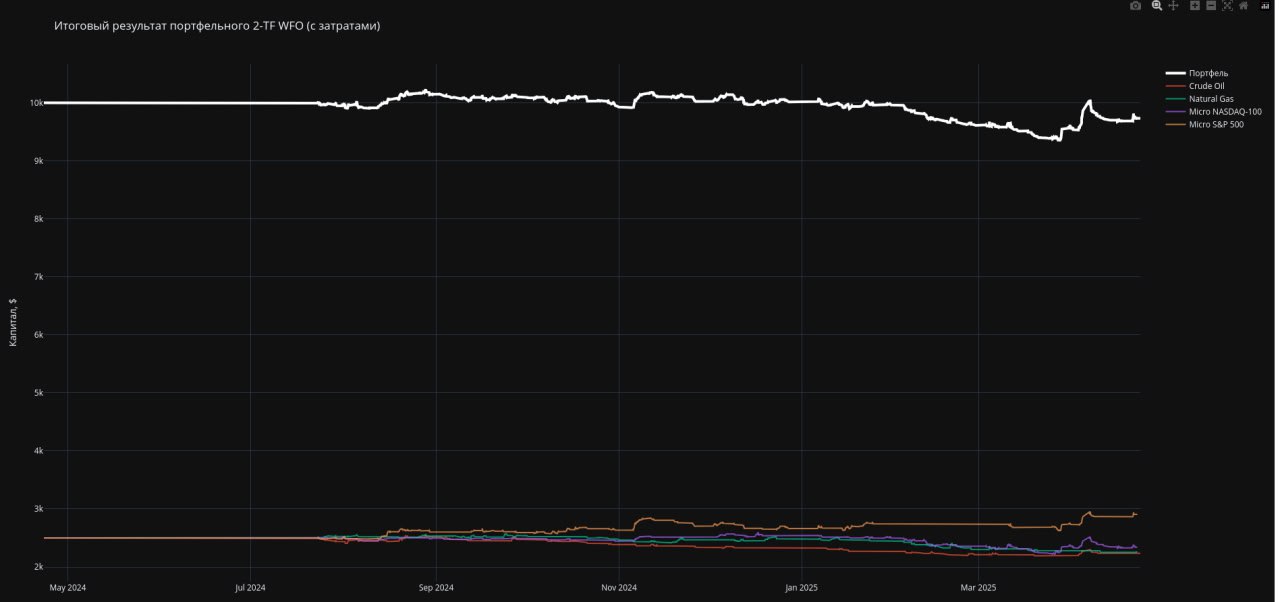 Итоговый результат портфельного 2-TF WFO (с затратами)
Портфель
Crude Oil
Natural Gas
Micro NASDAQ-100
Micro S&P 500
Капитал, $
10k
9k
8k
7k
6k
5k
4k
3k
2k
May 2024 Jul 2024 Sep 2024 Nov 2024 Jan 2025 Mar 2025